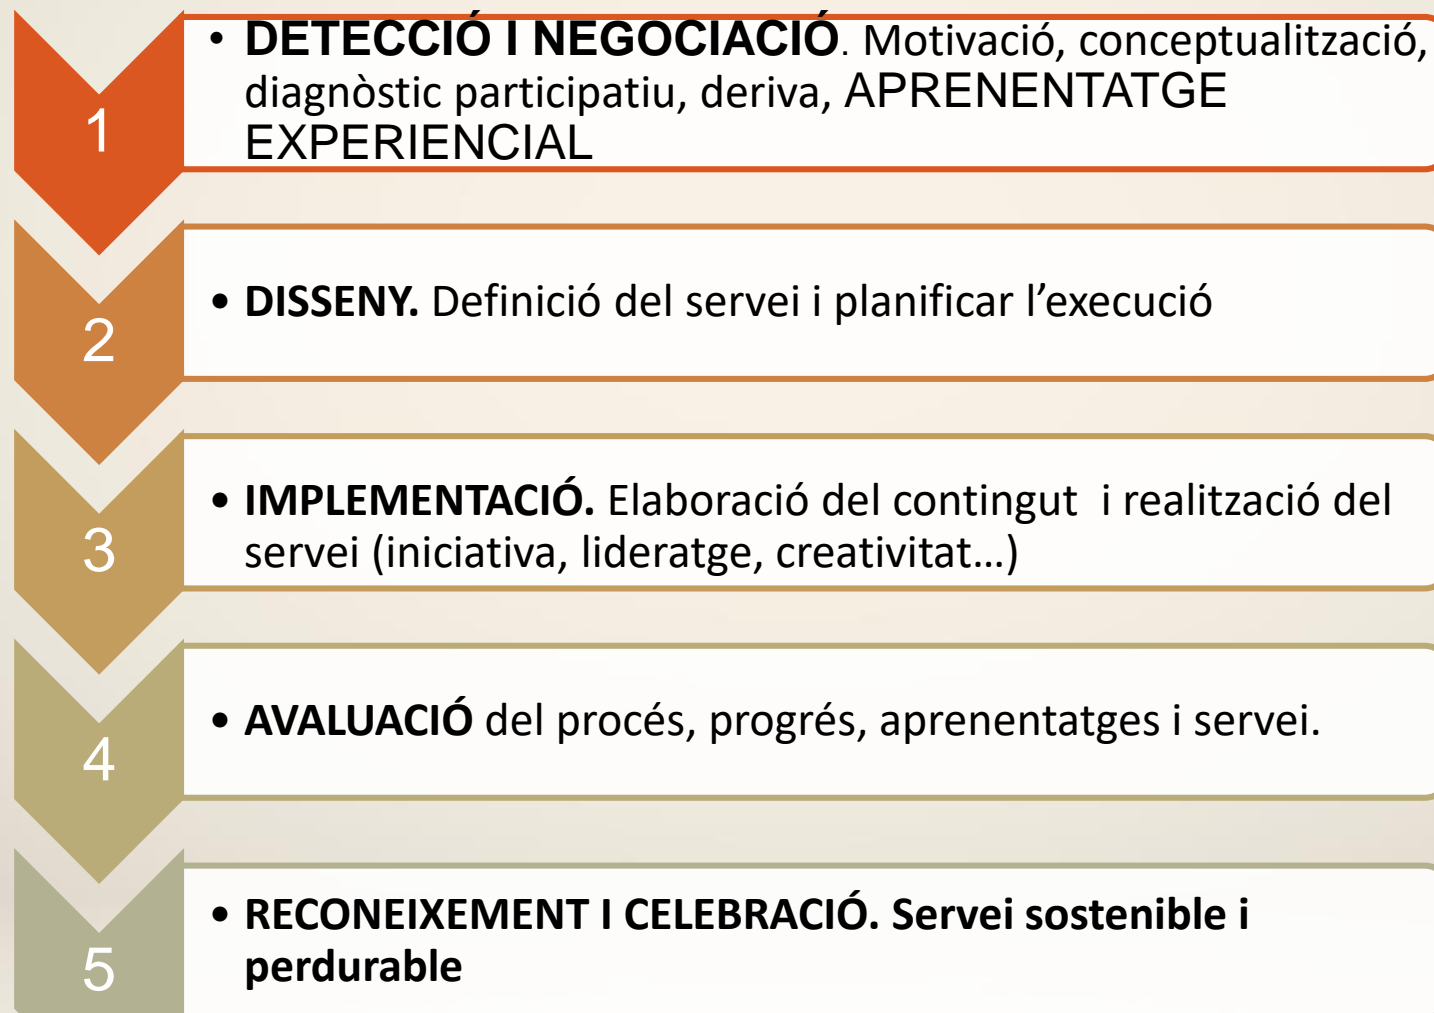 1
• DETECCIÓ I NEGOCIACIÓ. Motivació, conceptualització,
diagnòstic participatiu, deriva, APRENENTATGE
EXPERIENCIAL
2
• DISSENY. Definició del servei i planificar l’execució
3
• IMPLEMENTACIÓ. Elaboració del contingut  i realització del
servei (iniciativa, lideratge, creativitat…)
4
• AVALUACIÓ del procés, progrés, aprenentatges i servei.
5
• RECONEIXEMENT I CELEBRACIÓ. Servei sostenible i
perdurable